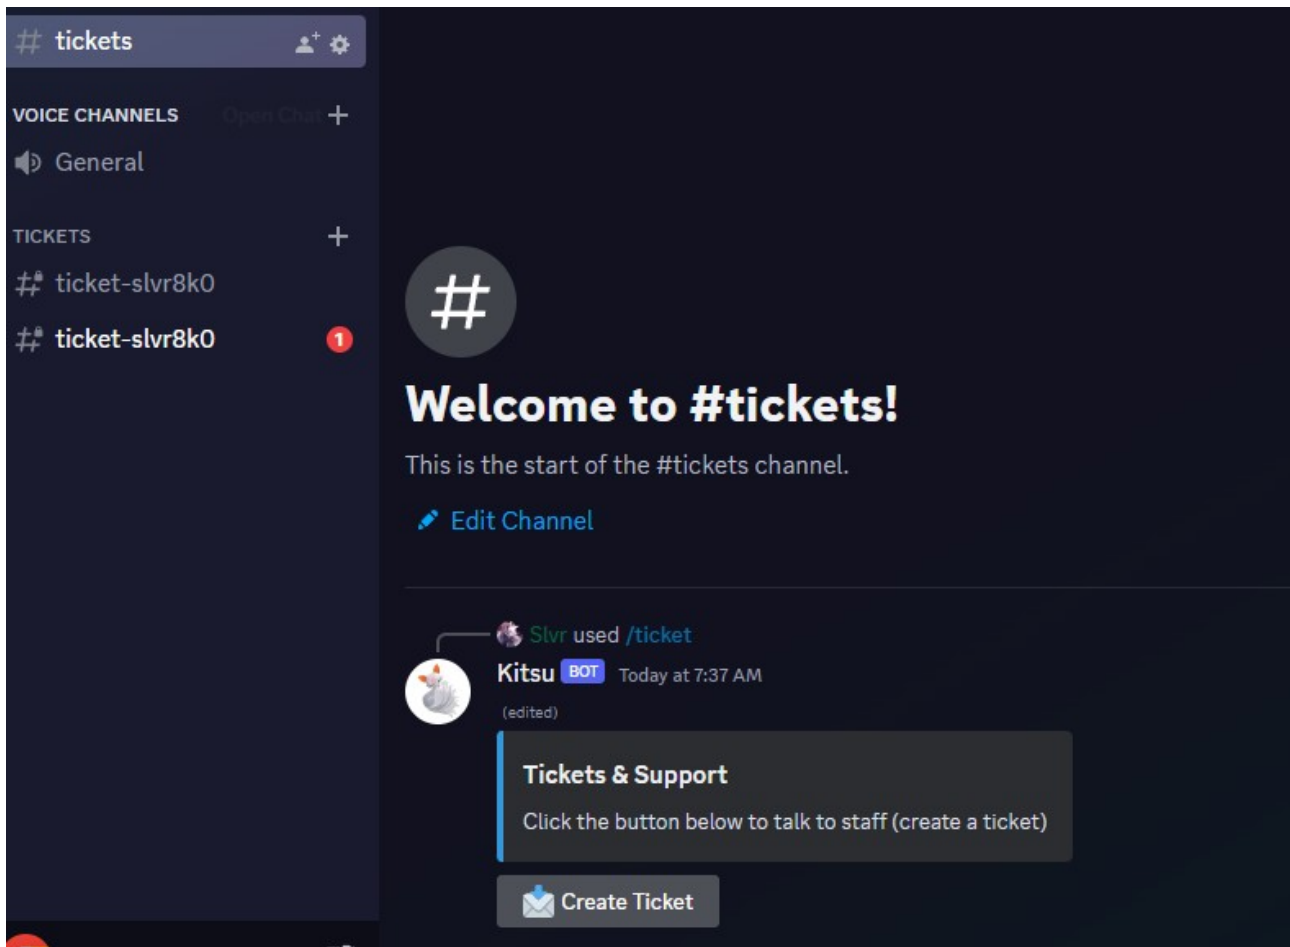 tickets
VOICE CHANNELS Open Chat
General
TICKETS
ticket-slvr8k0
ticket-slvr8k0 1
Welcome to #tickets!
This is the start of the #tickets channel.
Edit Channel
Slvr used /ticket
Kitsu BOT Today at 7:37 AM
(edited)
Tickets & Support
Click the button below to talk to staff (create a ticket)
Create Ticket